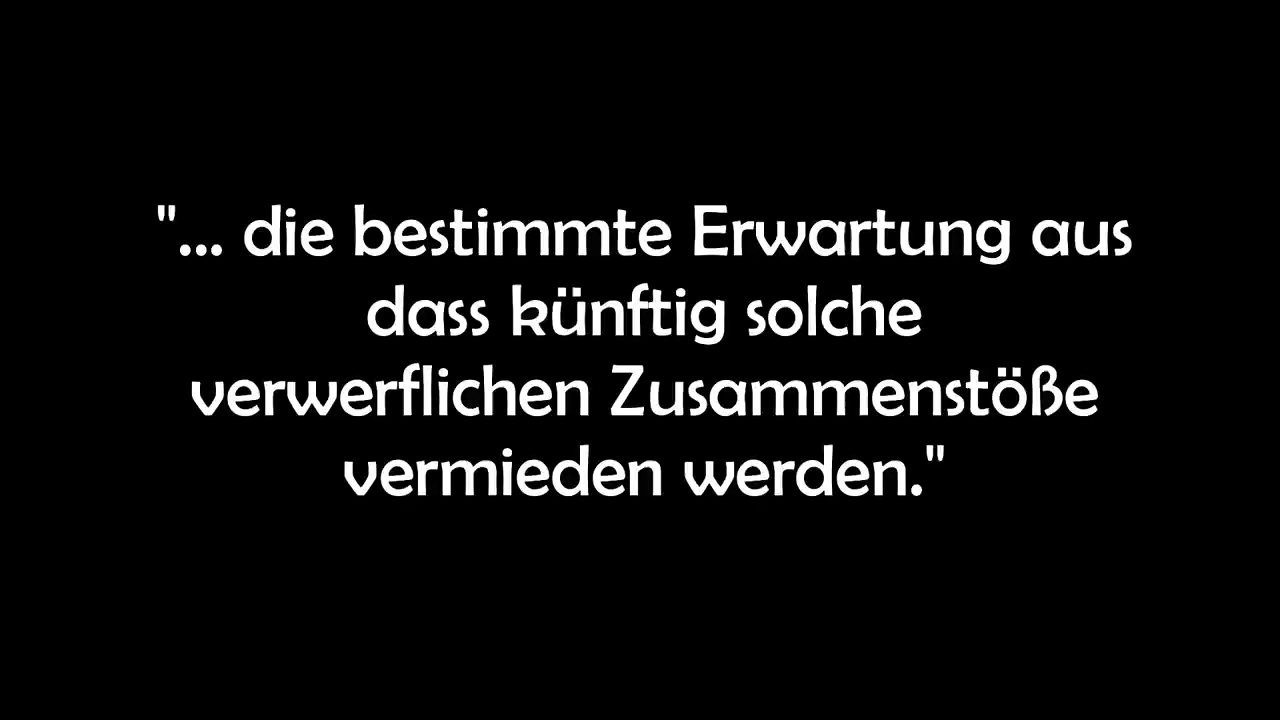 "... die bestimmte Erwartung aus
dass künftig solche
verwerflichen Zusammenstöße
vermieden werden."